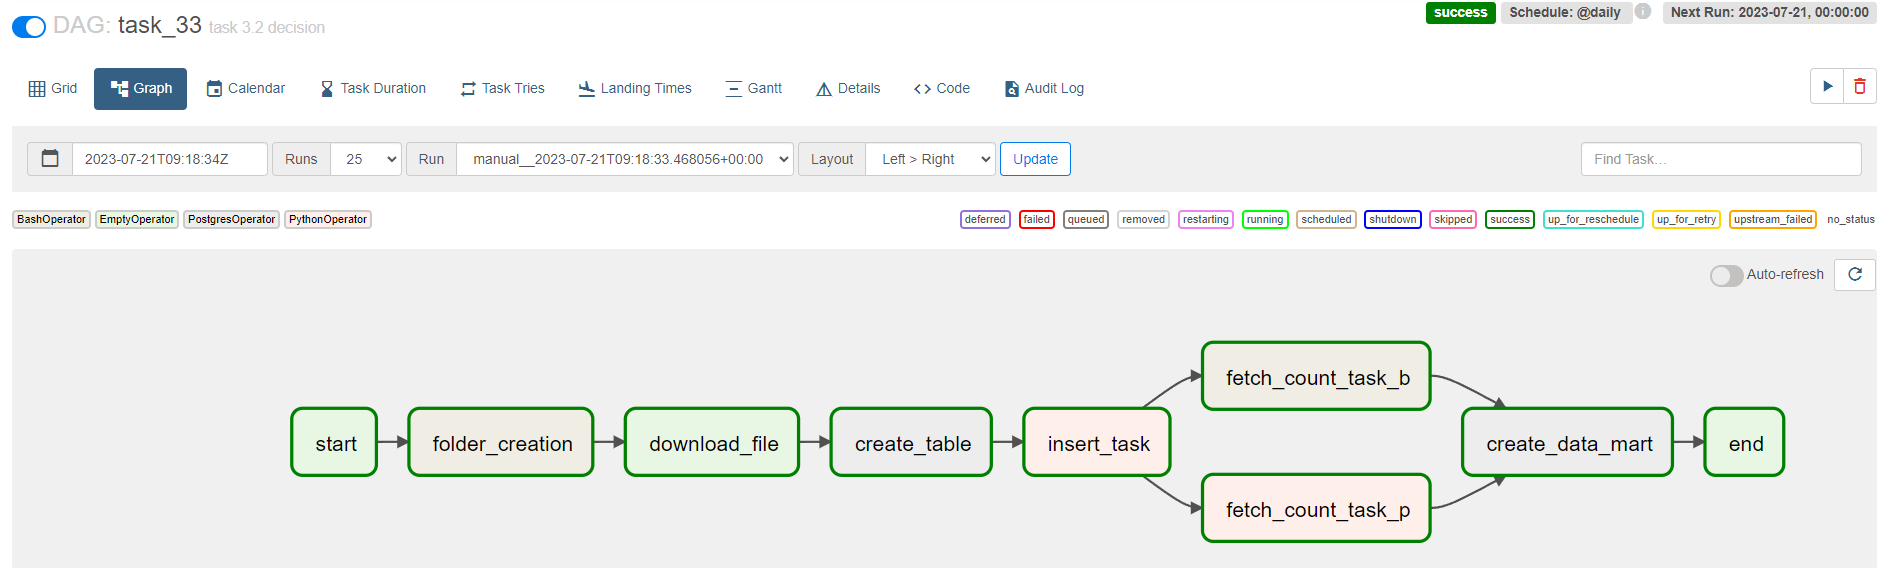 DAG: task_33 task 3.2 decision
success Schedule: @daily Next Run: 2023-07-21, 00:00:00
Grid Graph Calendar Task Duration Task Tries Landing Times Gantt Details Code Audit Log
2023-07-21T09:18:34Z Runs 25 Run manual__2023-07-21T09:18:33.468056+00:00 Layout Left > Right Update Find Task...
BashOperator EmptyOperator PostgresOperator PythonOperator
deferred failed queued removed restarting running scheduled shutdown skipped success up_for_reschedule up_for_retry upstream_failed no_status
Auto-refresh
start
folder_creation
download_file
create_table
insert_task
fetch_count_task_b
fetch_count_task_p
create_data_mart
end